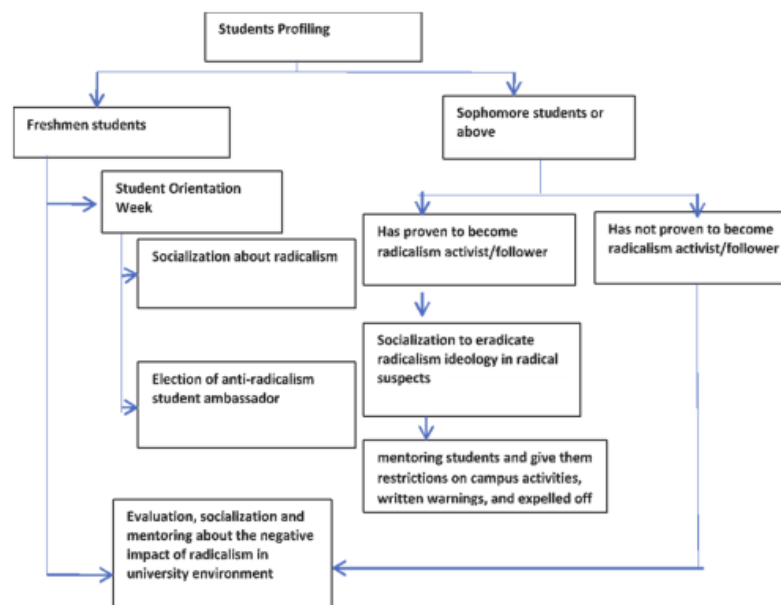 Students Profiling
Freshmen students
Sophomore students or
above
Student Orientation
Week
Has proven to become
radicalism activist/follower
Has not proven to become
radicalism activist/follower
Socialization about radicalism
Socialization to eradicate
radicalism ideology in radical
suspects
Election of anti-radicalism
student ambassador
mentoring students and give them
restrictions on campus activities,
written warnings, and expelled off
Evaluation, socialization and
mentoring about the negative
impact of radicalism in
university environment